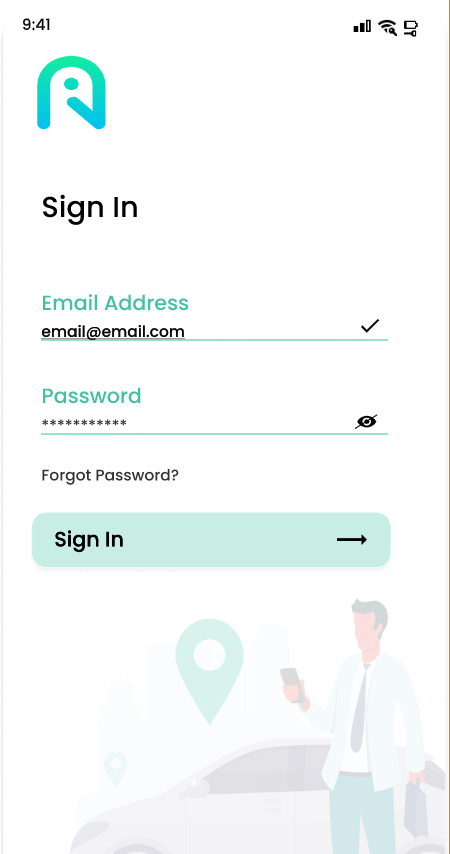 9:41
Sign In
Email Address
email@email.com
Password
***********
Forgot Password?
Sign In